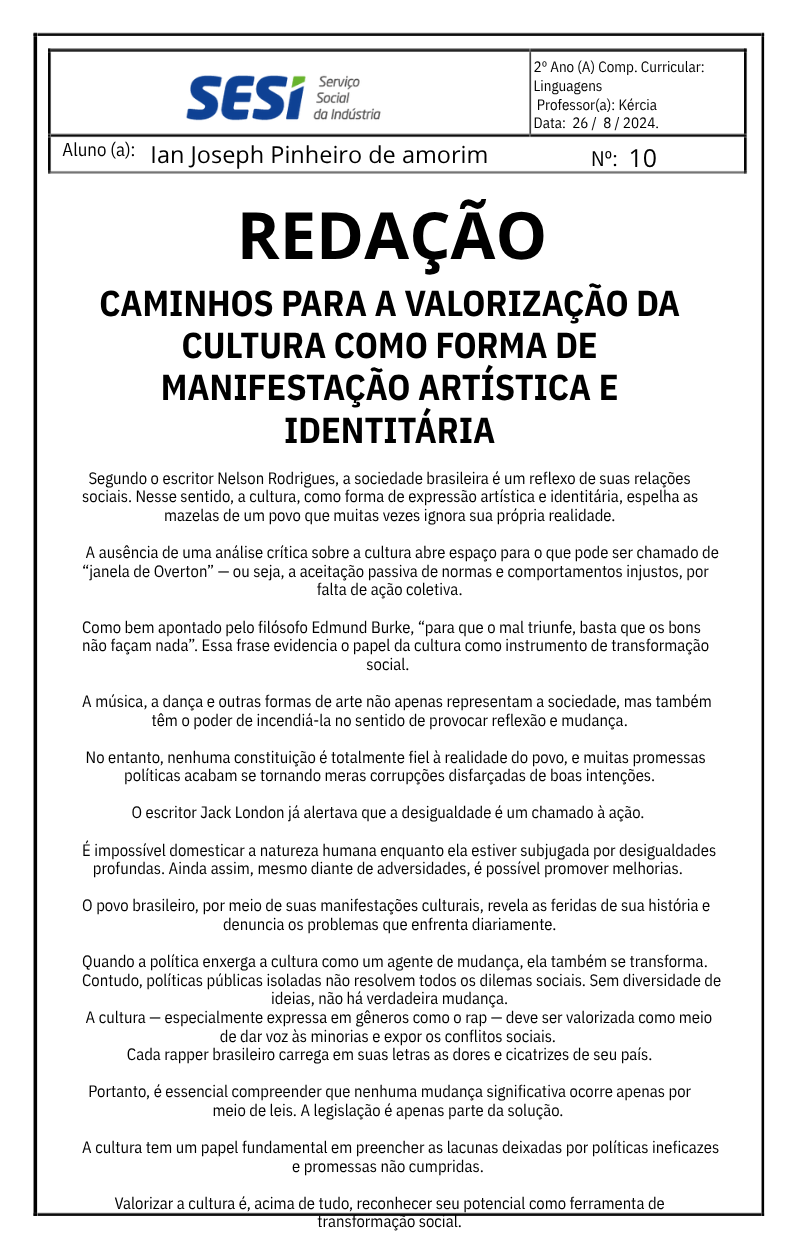 SESI
Serviço
Social
da Indústria
2º Ano (A) Comp. Curricular:
Linguagens
Professor(a): Kércia
Data: 26 / 8 / 2024.
Aluno (a): Ian Joseph Pinheiro de amorim Nº: 10
REDAÇÃO
CAMINHOS PARA A VALORIZAÇÃO DA
CULTURA COMO FORMA DE
MANIFESTAÇÃO ARTÍSTICA E
IDENTITÁRIA
Segundo o escritor Nelson Rodrigues, a sociedade brasileira é um reflexo de suas relações
sociais. Nesse sentido, a cultura, como forma de expressão artística e identitária, espelha as
mazelas de um povo que muitas vezes ignora sua própria realidade.
A ausência de uma análise crítica sobre a cultura abre espaço para o que pode ser chamado de
“janela de Overton” — ou seja, a aceitação passiva de normas e comportamentos injustos, por
falta de ação coletiva.
Como bem apontado pelo filósofo Edmund Burke, “para que o mal triunfe, basta que os bons
não façam nada”. Essa frase evidencia o papel da cultura como instrumento de transformação
social.
A música, a dança e outras formas de arte não apenas representam a sociedade, mas também
têm o poder de incendiá-la no sentido de provocar reflexão e mudança.
No entanto, nenhuma constituição é totalmente fiel à realidade do povo, e muitas promessas
políticas acabam se tornando meras corrupções disfarçadas de boas intenções.
O escritor Jack London já alertava que a desigualdade é um chamado à ação.
É impossível domesticar a natureza humana enquanto ela estiver subjugada por desigualdades
profundas. Ainda assim, mesmo diante de adversidades, é possível promover melhorias.
O povo brasileiro, por meio de suas manifestações culturais, revela as feridas de sua história e
denuncia os problemas que enfrenta diariamente.
Quando a política enxerga a cultura como um agente de mudança, ela também se transforma.
Contudo, políticas públicas isoladas não resolvem todos os dilemas sociais. Sem diversidade de
ideias, não há verdadeira mudança.
A cultura — especialmente expressa em gêneros como o rap — deve ser valorizada como meio
de dar voz às minorias e expor os conflitos sociais.
Cada rapper brasileiro carrega em suas letras as dores e cicatrizes de seu país.
Portanto, é essencial compreender que nenhuma mudança significativa ocorre apenas por
meio de leis. A legislação é apenas parte da solução.
A cultura tem um papel fundamental em preencher as lacunas deixadas por políticas ineficazes
e promessas não cumpridas.
Valorizar a cultura é, acima de tudo, reconhecer seu potencial como ferramenta de
transformação social.